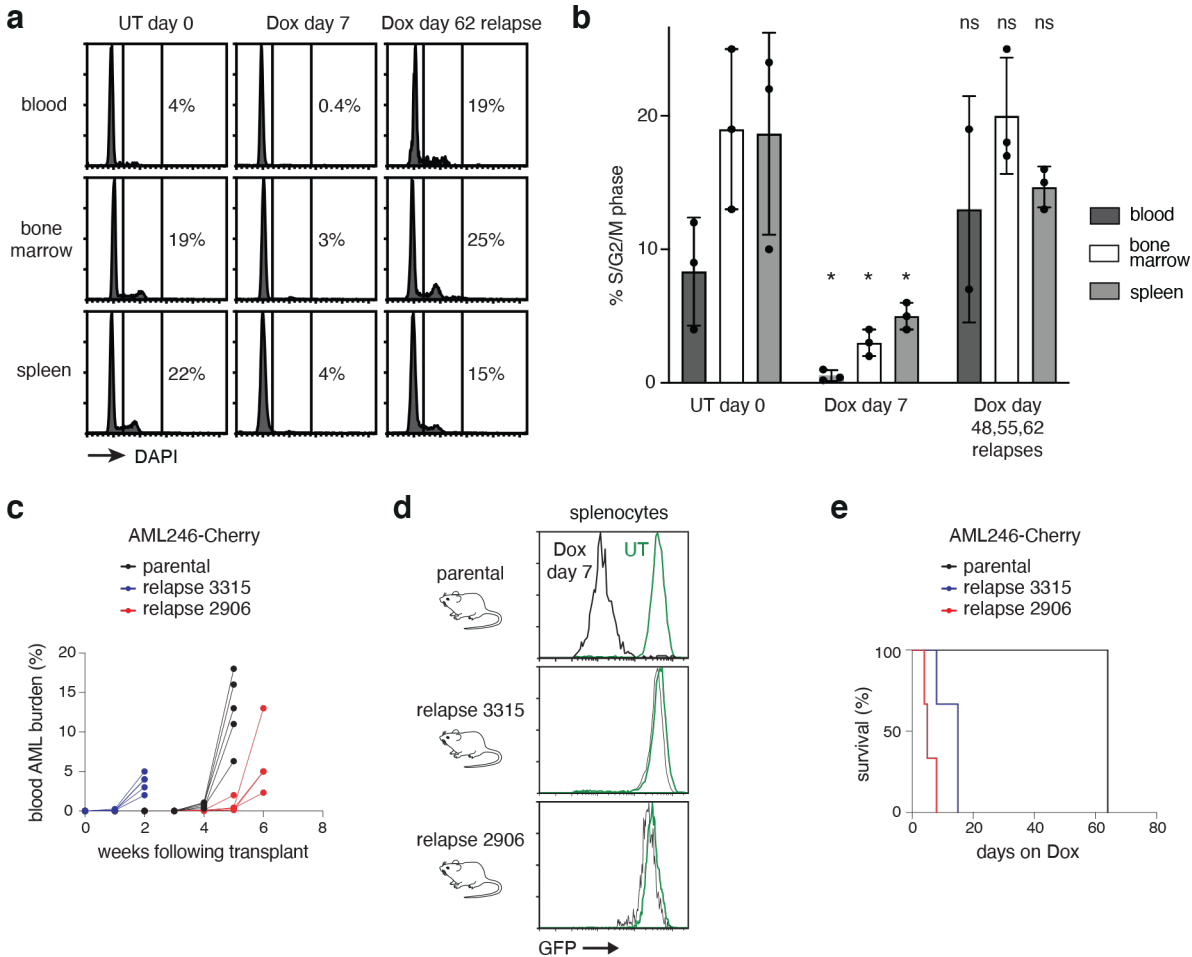 a
UT day 0
Dox day 7
Dox day 62 relapse
blood
4%
0.4%
19%
bone
marrow
19%
3%
25%
spleen
22%
4%
15%
DAPI
b
ns ns ns
% S/G2/M phase
20
10
0
* * *
UT day 0
Dox day 7
Dox day
48,55,62
relapses
blood
bone
marrow
spleen
c
AML246-Cherry
parental
relapse 3315
relapse 2906
blood AML burden (%)
20
15
10
5
0
0 2 4 6 8
weeks following transplant
d
splenocytes
parental
Dox
day 7
UT
relapse 3315
relapse 2906
GFP
e
AML246-Cherry
parental
relapse 3315
relapse 2906
survival (%)
100
50
0
0 20 40 60 80
days on Dox